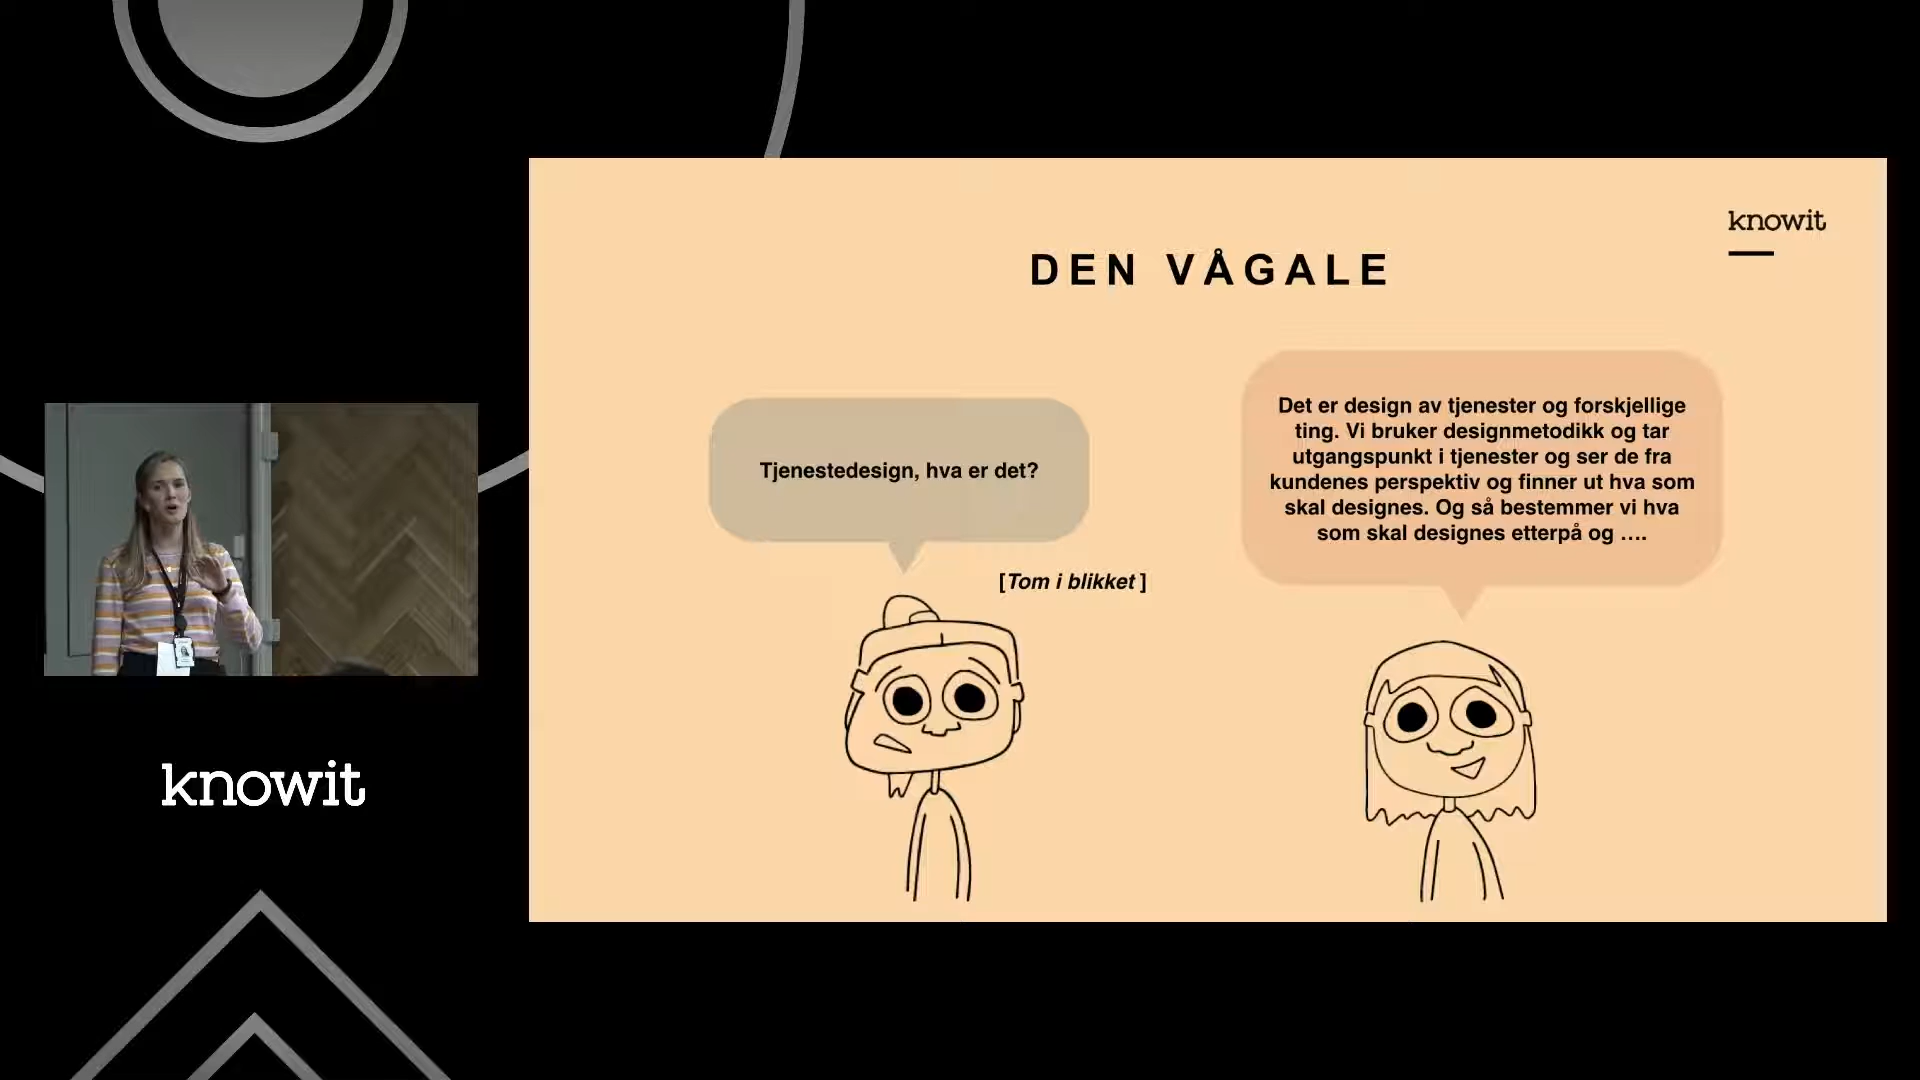 knowit
DEN VÅGALE
Tjenestedesign, hva er det?
Det er design av tjenester og forskjellige
ting. Vi bruker designmetodikk og tar
utgangspunkt i tjenester og ser de fra
kundenes perspektiv og finner ut hva som
skal designes. Og så bestemmer vi hva
som skal designes etterpå og ….
[Tom i blikket ]
knowit